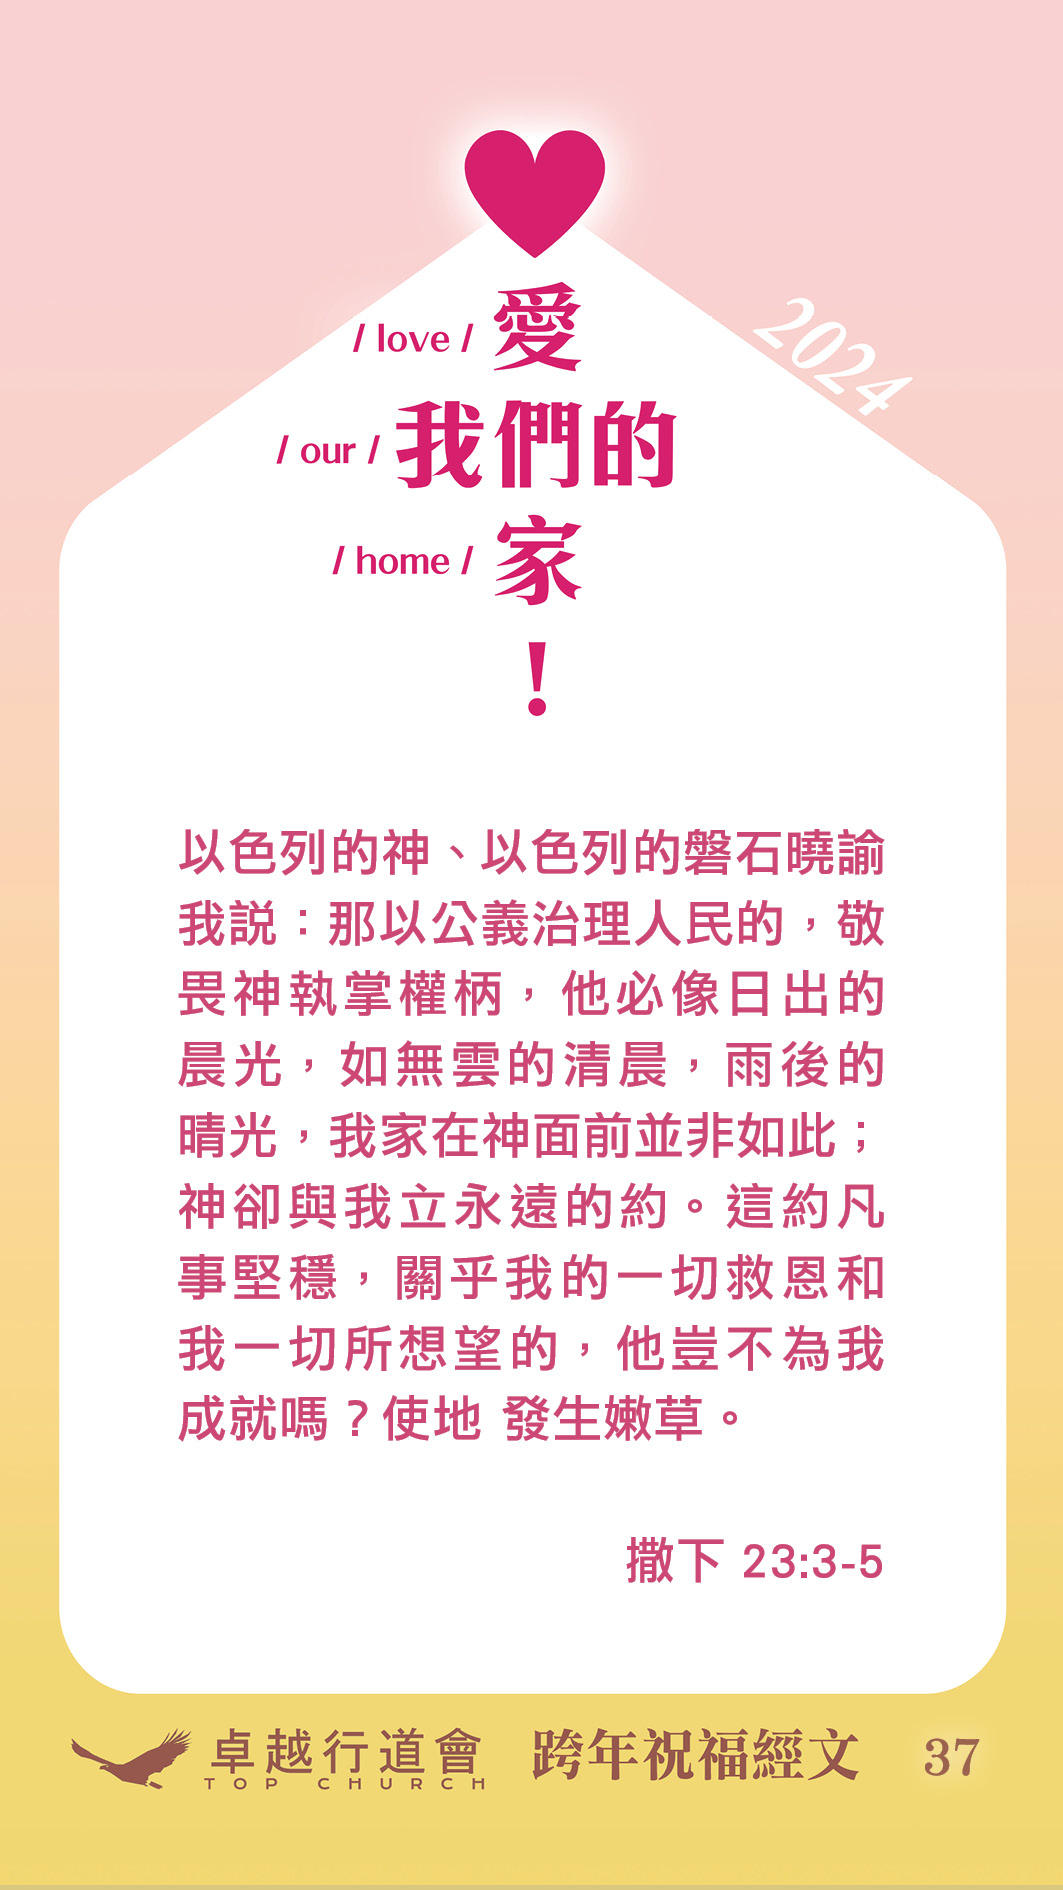 / love / 愛
2024
/ our / 我們的
/ home / 家
!
以色列的神、以色列的磐石曉諭
我説：那以公義治理人民的，敬
畏神執掌權柄，他必像日出的
晨光，如無雲的清晨，雨後的
晴光，我家在神面前並非如此；
神卻與我立永遠的約。這約凡
事堅穩，關乎我的一切救恩和
我一切所想望的，他豈不為我
成就嗎？使地 發生嫩草。
撒下 23:3-5
卓越行道會 跨年祝福經文 37
TOP CHURCH